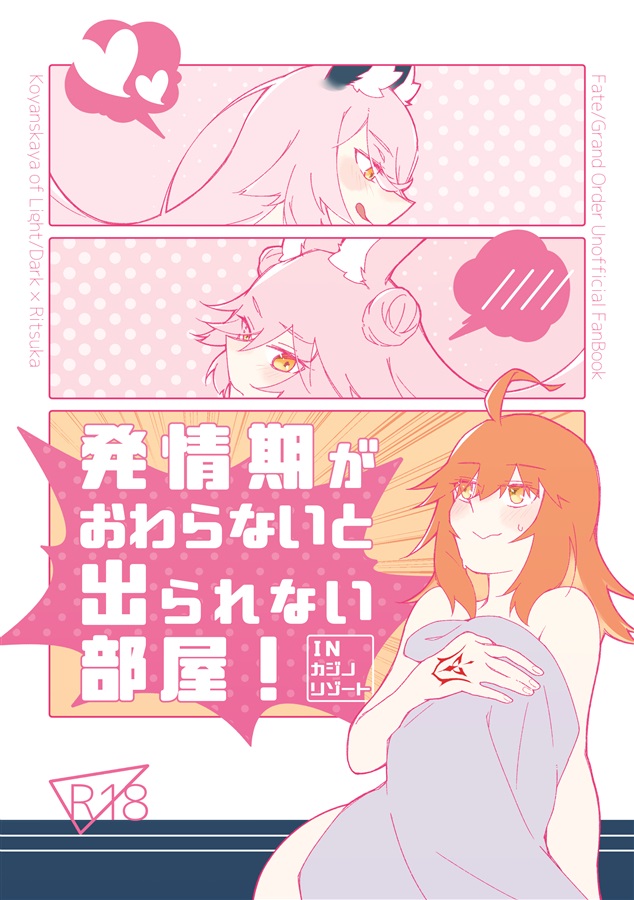 Fate/Grand Order Unofficial FanBook
Koyanskaya of Light/Dark × Ritsuka
発情期が
おわらないと
出られない
部屋!
IN
カジノ
リゾート
R18